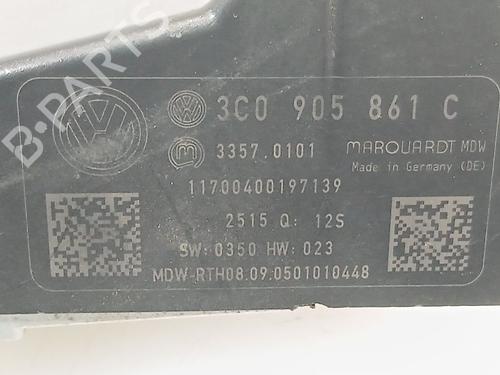 3C0 905 861 C
3357.0101 MARQUARDT MDW
Made in Germany (DE)
11700400197139
2515 Q: 12S
SW: 0350 HW: 023
MDW-RTH08.09.0501010448
B-PARTS